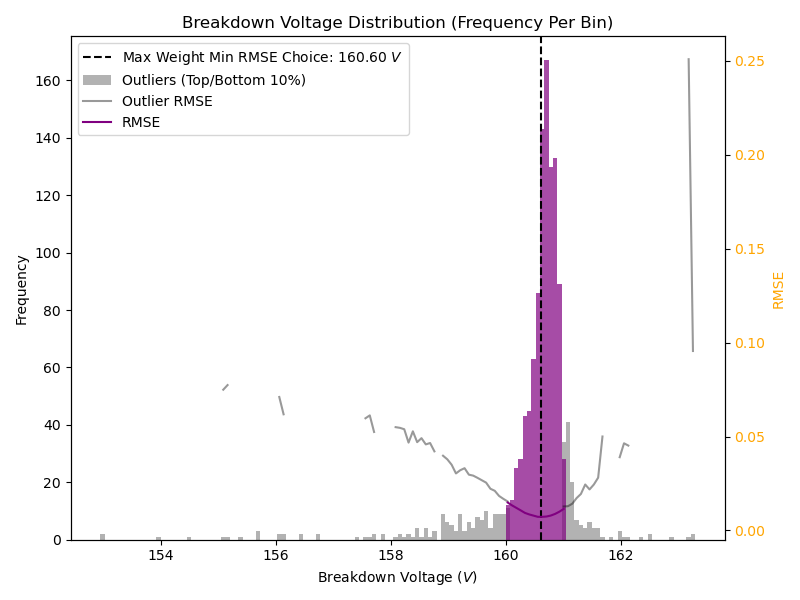 Breakdown Voltage Distribution (Frequency Per Bin)
Max Weight Min RMSE Choice: 160.60 V
Outliers (Top/Bottom 10%)
Outlier RMSE
RMSE
Frequency
0
20
40
60
80
100
120
140
160
154
156
158
160
162
Breakdown Voltage (V)
0.25
0.20
0.15
0.10
0.05
0.00
RMSE